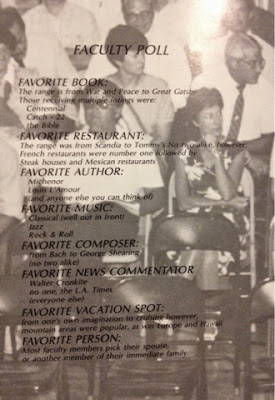 FACULTY POLL
FAVORITE BOOK:
The range is from War and Peace to Great Gatsby
Those receiving multiple listings were:
Centennial
Catch - 22
the Bible
FAVORITE RESTAURANT:
The range was from Scandia to Tommy's No two alike, however,
French restaurants were number one followed by
Steak houses and Mexican restaurants
FAVORITE AUTHOR:
Michenor
Louis L'Amour
(and anyone else you can think of)
FAVORITE MUSIC:
Classical (well out in front)
Jazz
Rock & Roll
FAVORITE COMPOSER:
from Bach to George Shearing
(no two alike)
FAVORITE NEWS COMMENTATOR
Walter Cronkite
no one, the L.A. Times
(everyone else)
FAVORITE VACATION SPOT:
from one's own imagination to cruising however,
mountain areas were popular, as was Europe and Hawaii
FAVORITE PERSON:
Most faculty members pick their spouse,
or another member of their immediate family.